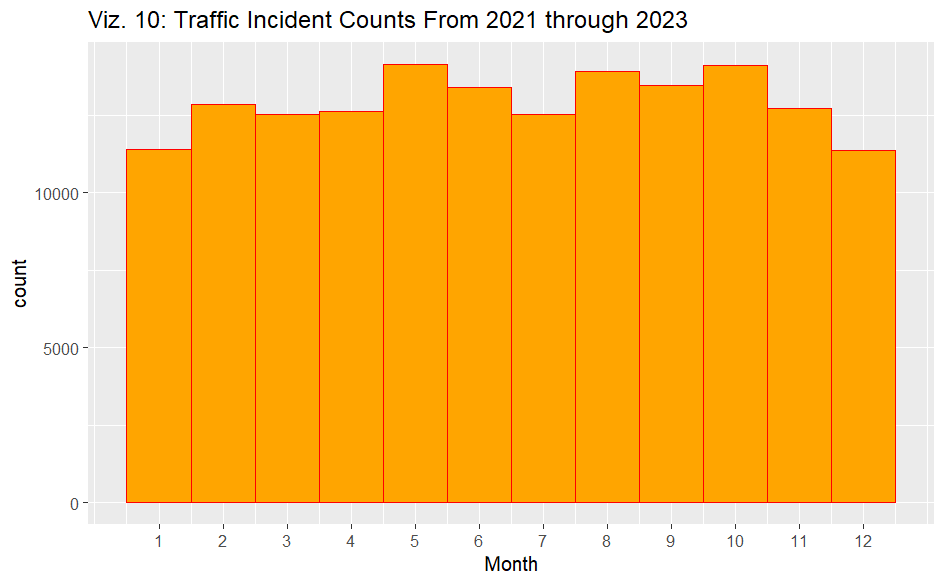 Viz. 10: Traffic Incident Counts From 2021 through 2023
count
10000
5000
0
1 2 3 4 5 6 7 8 9 10 11 12
Month